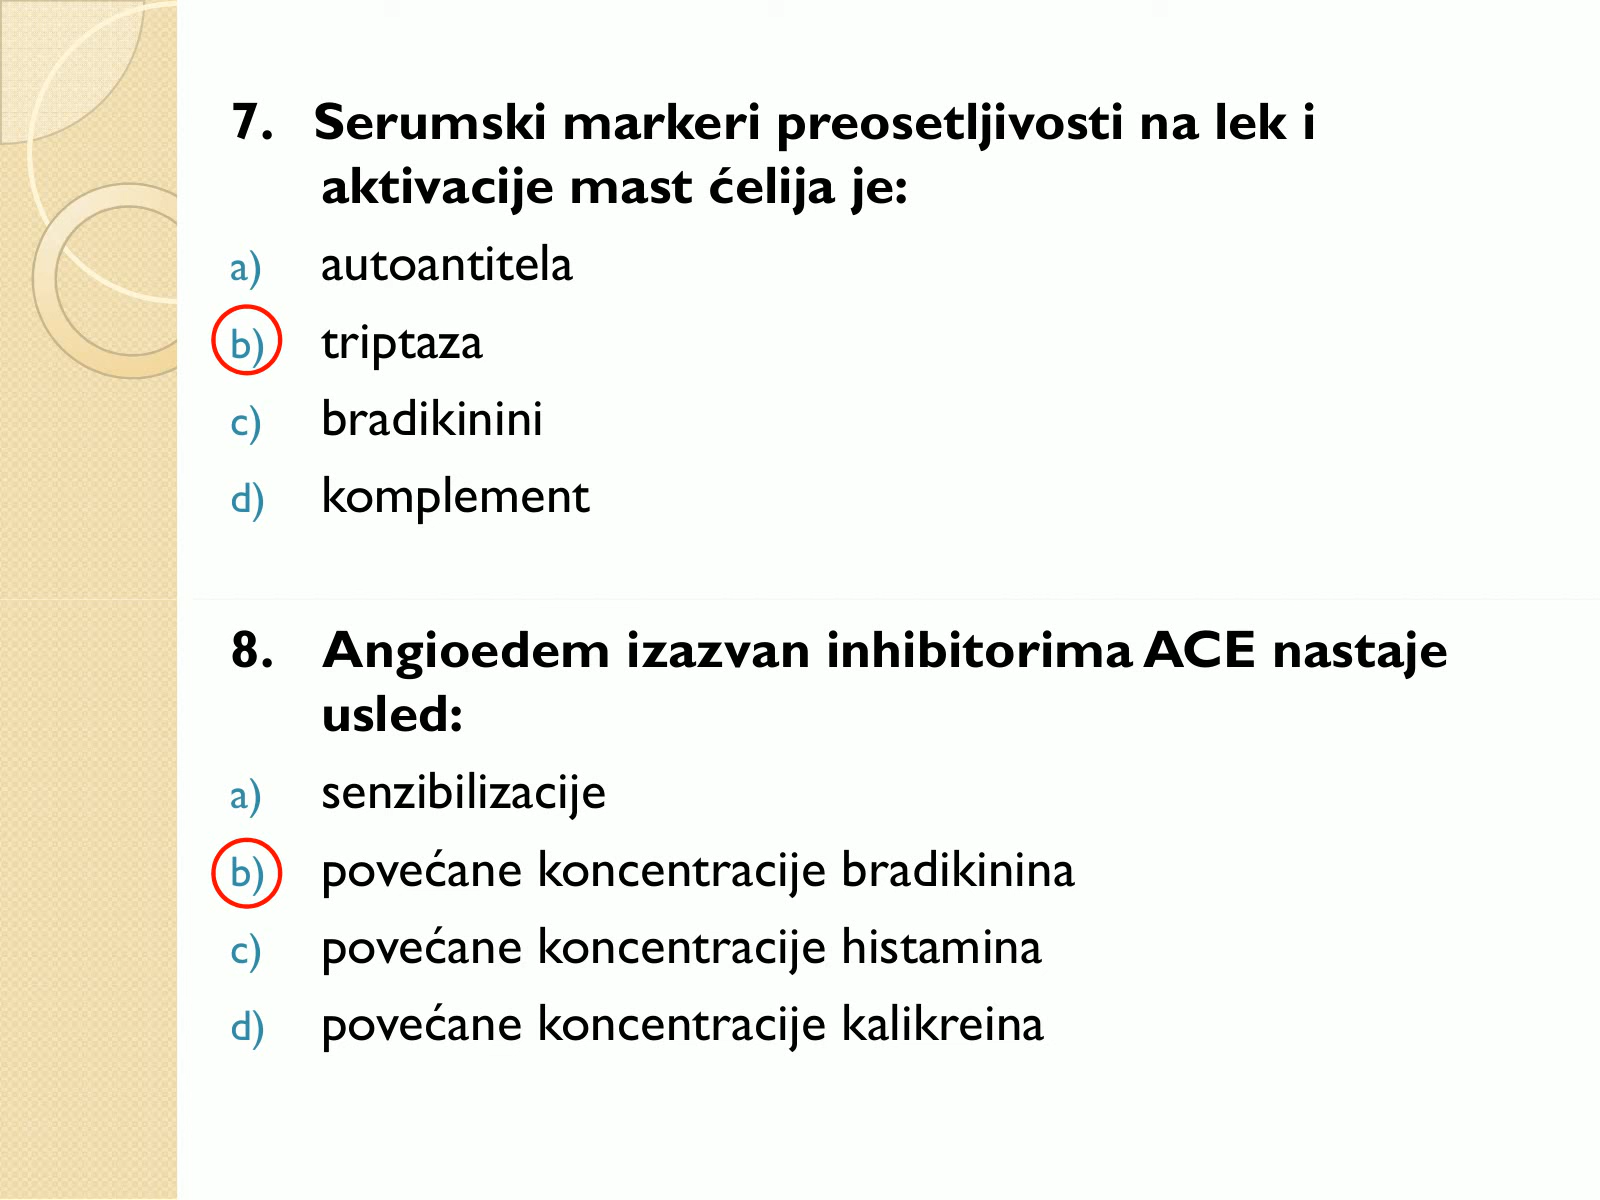 7. Serumski markeri preosetljivosti na lek i
aktivacije mast ćelija je:
a) autoantitela
b) triptaza
c) bradikinini
d) komplement
8. Angioedem izazvan inhibitorima ACE nastaje
usled:
a) senzibilizacije
b) povećane koncentracije bradikinina
c) povećane koncentracije histamina
d) povećane koncentracije kalikreina